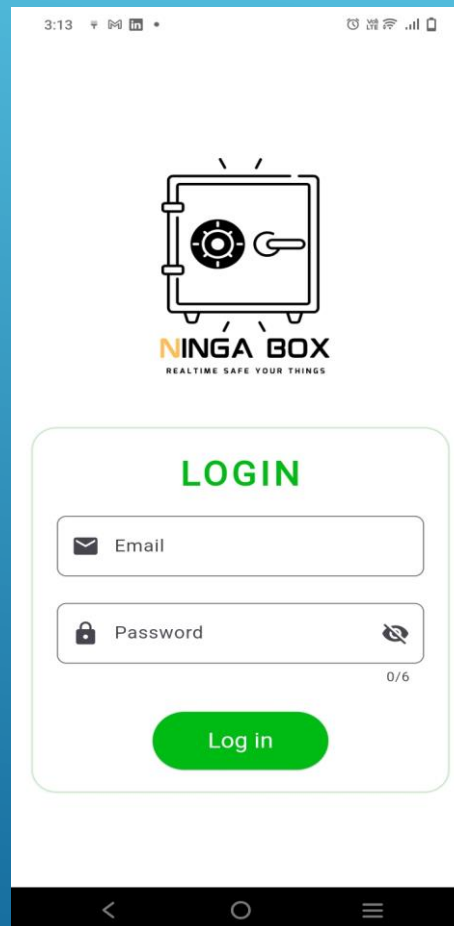 3:13
NINGA BOX
REALTIME SAFE YOUR THINGS
LOGIN
Email
Password
0/6
Log in